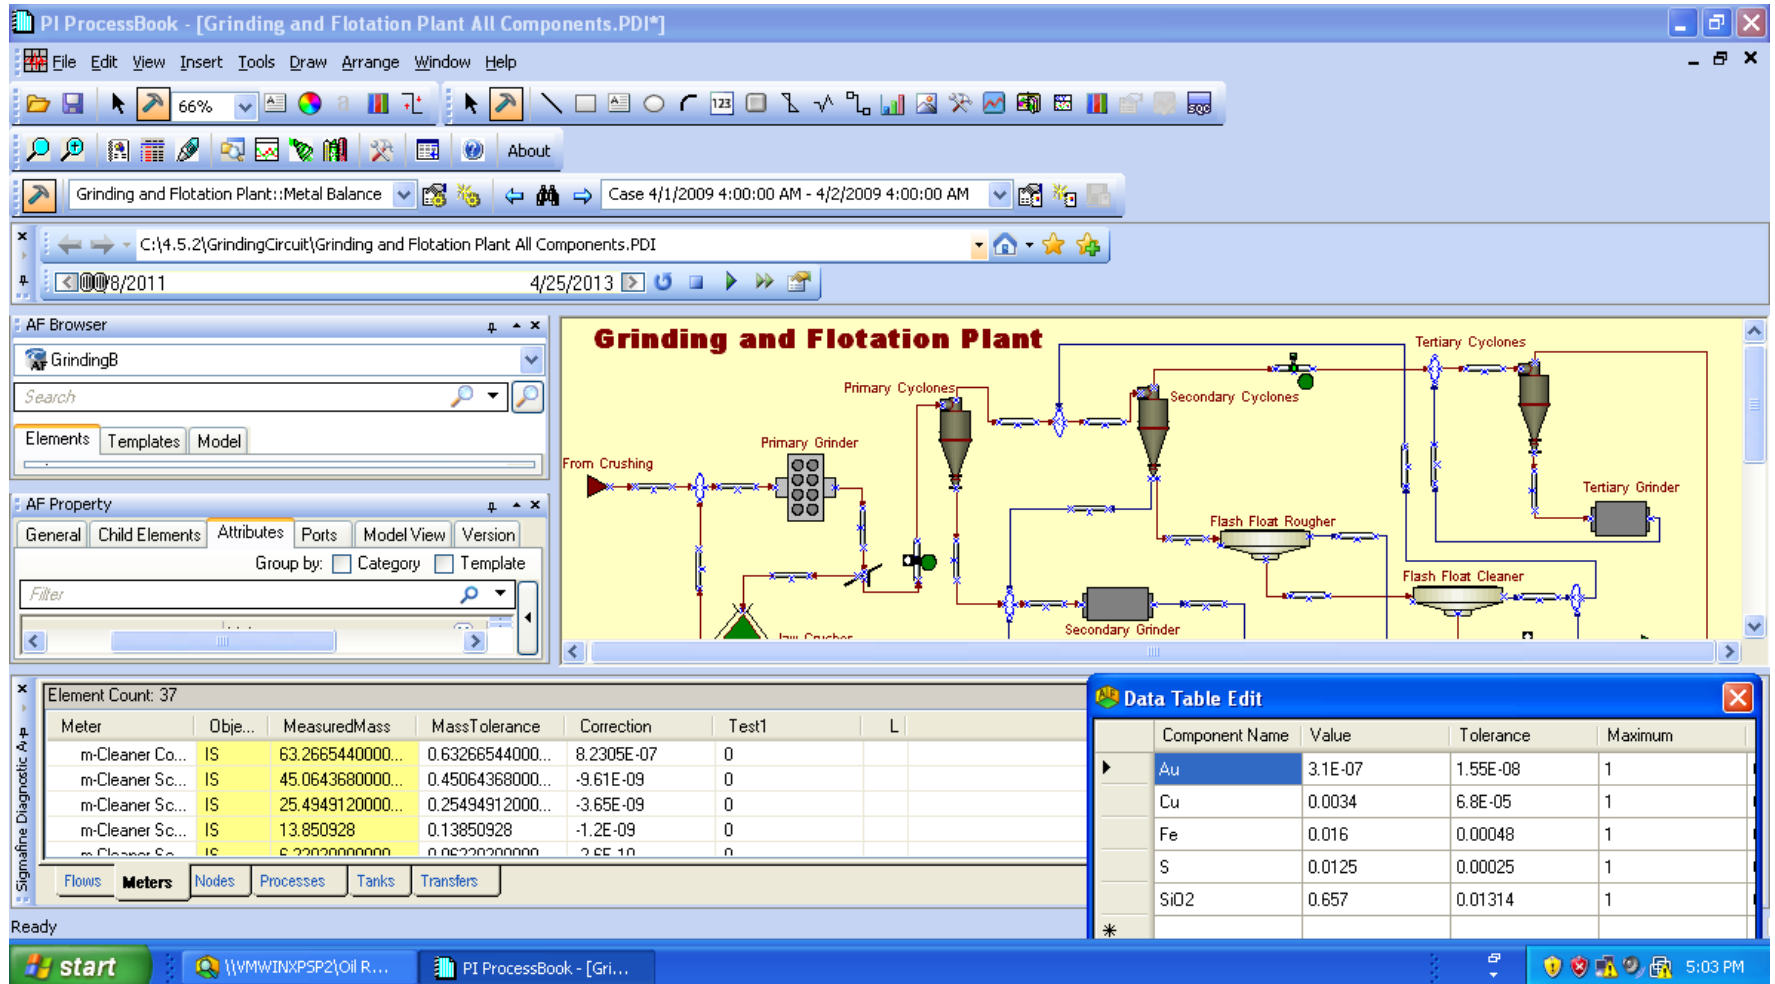 PI ProcessBook - [Grinding and Flotation Plant All Components.PDI*]
File Edit View Insert Tools Draw Arrange Window Help
66%
123
SQC
About
Grinding and Flotation Plant::Metal Balance
Case 4/1/2009 4:00:00 AM - 4/2/2009 4:00:00 AM
C:\4.5.2\GrindingCircuit\Grinding and Flotation Plant All Components.PDI
/8/2011
4/25/2013
AF Browser
GrindingB
Search
Elements Templates Model
AF Property
General Child Elements Attributes Ports Model View Version
Group by: Category Template
Filter
Grinding and Flotation Plant
Tertiary Cyclones
Primary Cyclones
Secondary Cyclones
Primary Grinder
From Crushing
Tertiary Grinder
Flash Float Rougher
Flash Float Cleaner
Secondary Grinder
Jaw Crusher
Sigmafine Diagnostic A
Element Count: 37
Meter Obje... MeasuredMass MassTolerance Correction Test1 L
m-Cleaner Co... IS 63.2665440000... 0.63266544000... 8.2305E-07 0
m-Cleaner Sc... IS 45.0643680000... 0.45064368000... -9.61E-09 0
m-Cleaner Sc... IS 25.4949120000... 0.25494912000... -3.65E-09 0
m-Cleaner Sc... IS 13.850928 0.13850928 -1.2E-09 0
Flows Meters Nodes Processes Tanks Transfers
Data Table Edit
Component Name Value Tolerance Maximum
Au 3.1E-07 1.55E-08 1
Cu 0.0034 6.8E-05 1
Fe 0.016 0.00048 1
S 0.0125 0.00025 1
SiO2 0.657 0.01314 1
Ready
start
\\VMWINXPSP2\Oil R...
PI ProcessBook - [Gri...
5:03 PM